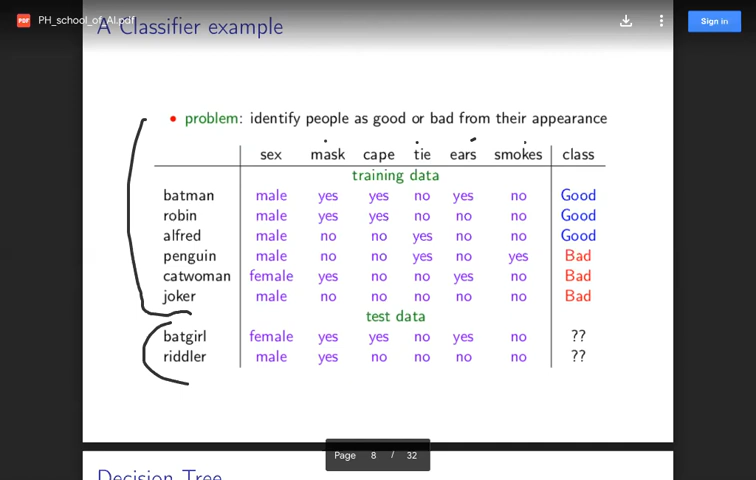 PDF PH_school_of_AI.pdf Sign in
A Classifier example
problem: identify people as good or bad from their appearance
sex mask cape tie ears smokes class
training data
batman male yes yes no yes no Good
robin male yes yes no no no Good
alfred male no no yes no no Good
penguin male no no yes no yes Bad
catwoman female yes no no yes no Bad
joker male no no no no no Bad
test data
batgirl female yes yes no yes no ??
riddler male yes no no no no ??
Page 8 / 32
Decision Tree